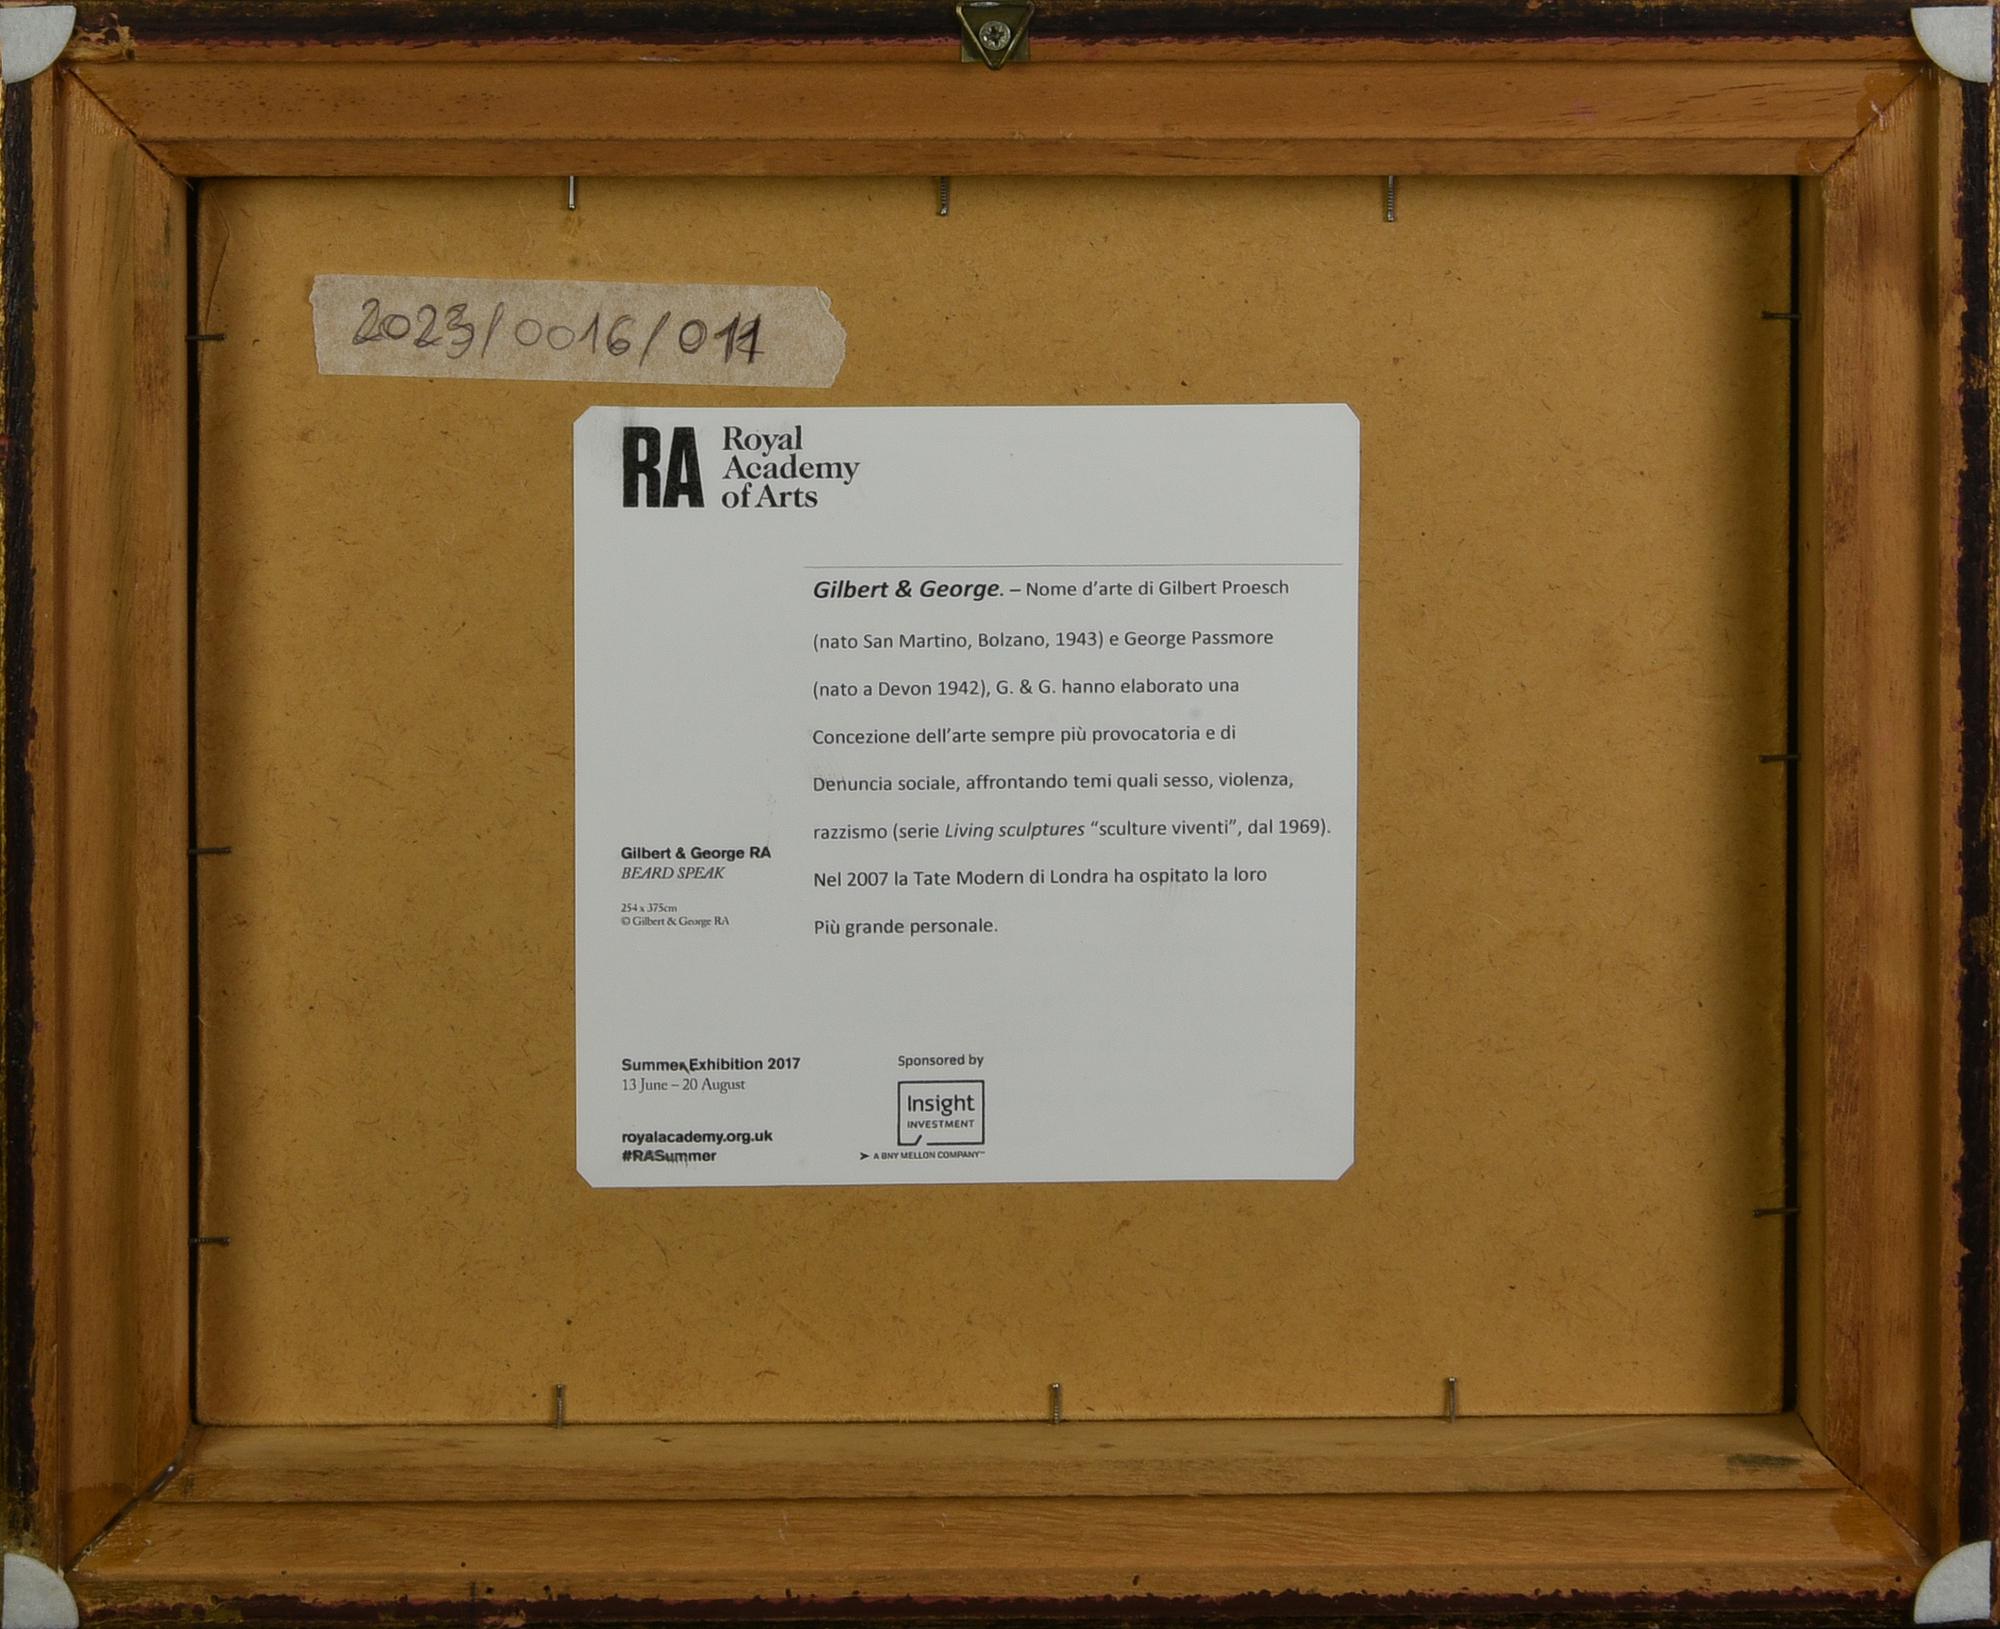 2023/0016/011
RA
Royal
Academy
of Arts
Gilbert & George. – Nome d'arte di Gilbert Proesch
(nato San Martino, Bolzano, 1943) e George Passmore
(nato a Devon 1942), G. & G. hanno elaborato una
Concezione dell'arte sempre più provocatoria e di
Denuncia sociale, affrontando temi quali sesso, violenza,
razzismo (serie Living sculptures “sculture viventi”, dal 1969).
Nel 2007 la Tate Modern di Londra ha ospitato la loro
Più grande personale.
Gilbert & George RA
BEARD SPEAK
254 x 375cm
© Gilbert & George RA
Summer Exhibition 2017
13 June – 20 August
royalacademy.org.uk
#RASummer
Sponsored by
Insight
INVESTMENT
➤ A BNY MELLON COMPANY™